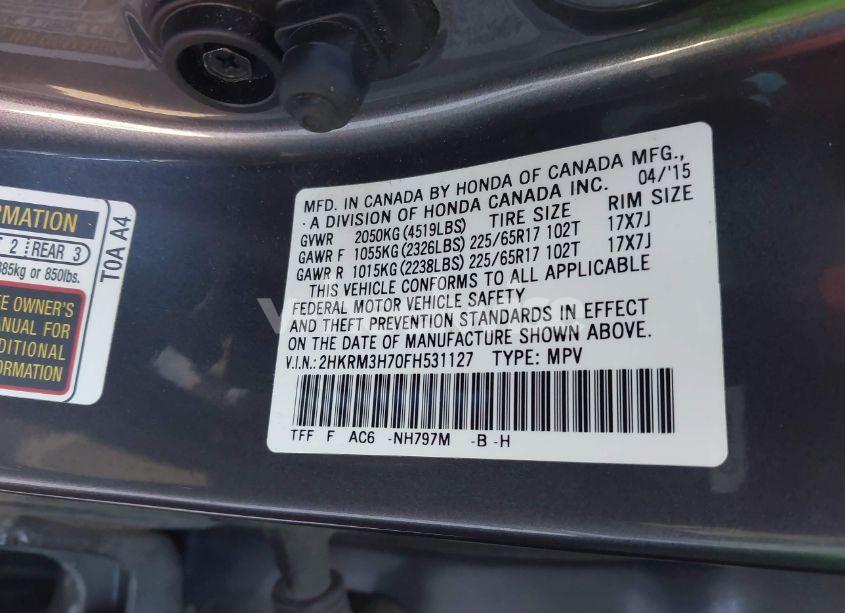 RMATION
T 2 REAR 3
385kg or 850lbs.
EE OWNER'S
ANUAL FOR
DDITIONAL
FORMATION
T0A A4
MFD. IN CANADA BY HONDA OF CANADA MFG.,
A DIVISION OF HONDA CANADA INC. 04/'15
GVWR 2050KG(4519LBS) TIRE SIZE RIM SIZE
GAWR F 1055KG(2326LBS) 225/65R17 102T 17X7J
GAWR R 1015KG(2238LBS) 225/65R17 102T 17X7J
THIS VEHICLE CONFORMS TO ALL APPLICABLE
FEDERAL MOTOR VEHICLE SAFETY
AND THEFT PREVENTION STANDARDS IN EFFECT
ON THE DATE OF MANUFACTURE SHOWN ABOVE.
V.I.N.: 2HKRM3H70FH531127 TYPE: MPV
TFF F AC6 -NH797M -B -H